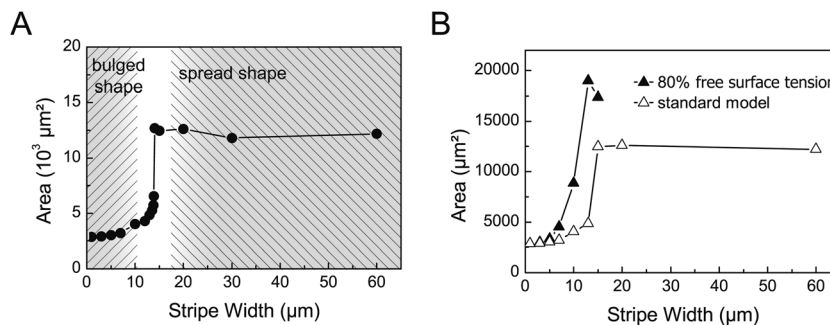 A
B
20
15
10
5
0
bulged
shape
spread shape
Area (10³ µm²)
0 10 20 30 40 50 60
Stripe Width (µm)
20000
15000
10000
5000
0
80% free surface tension
standard model
Area
(µm²)
0 10 20 30 40 50 60
Stripe Width (µm)